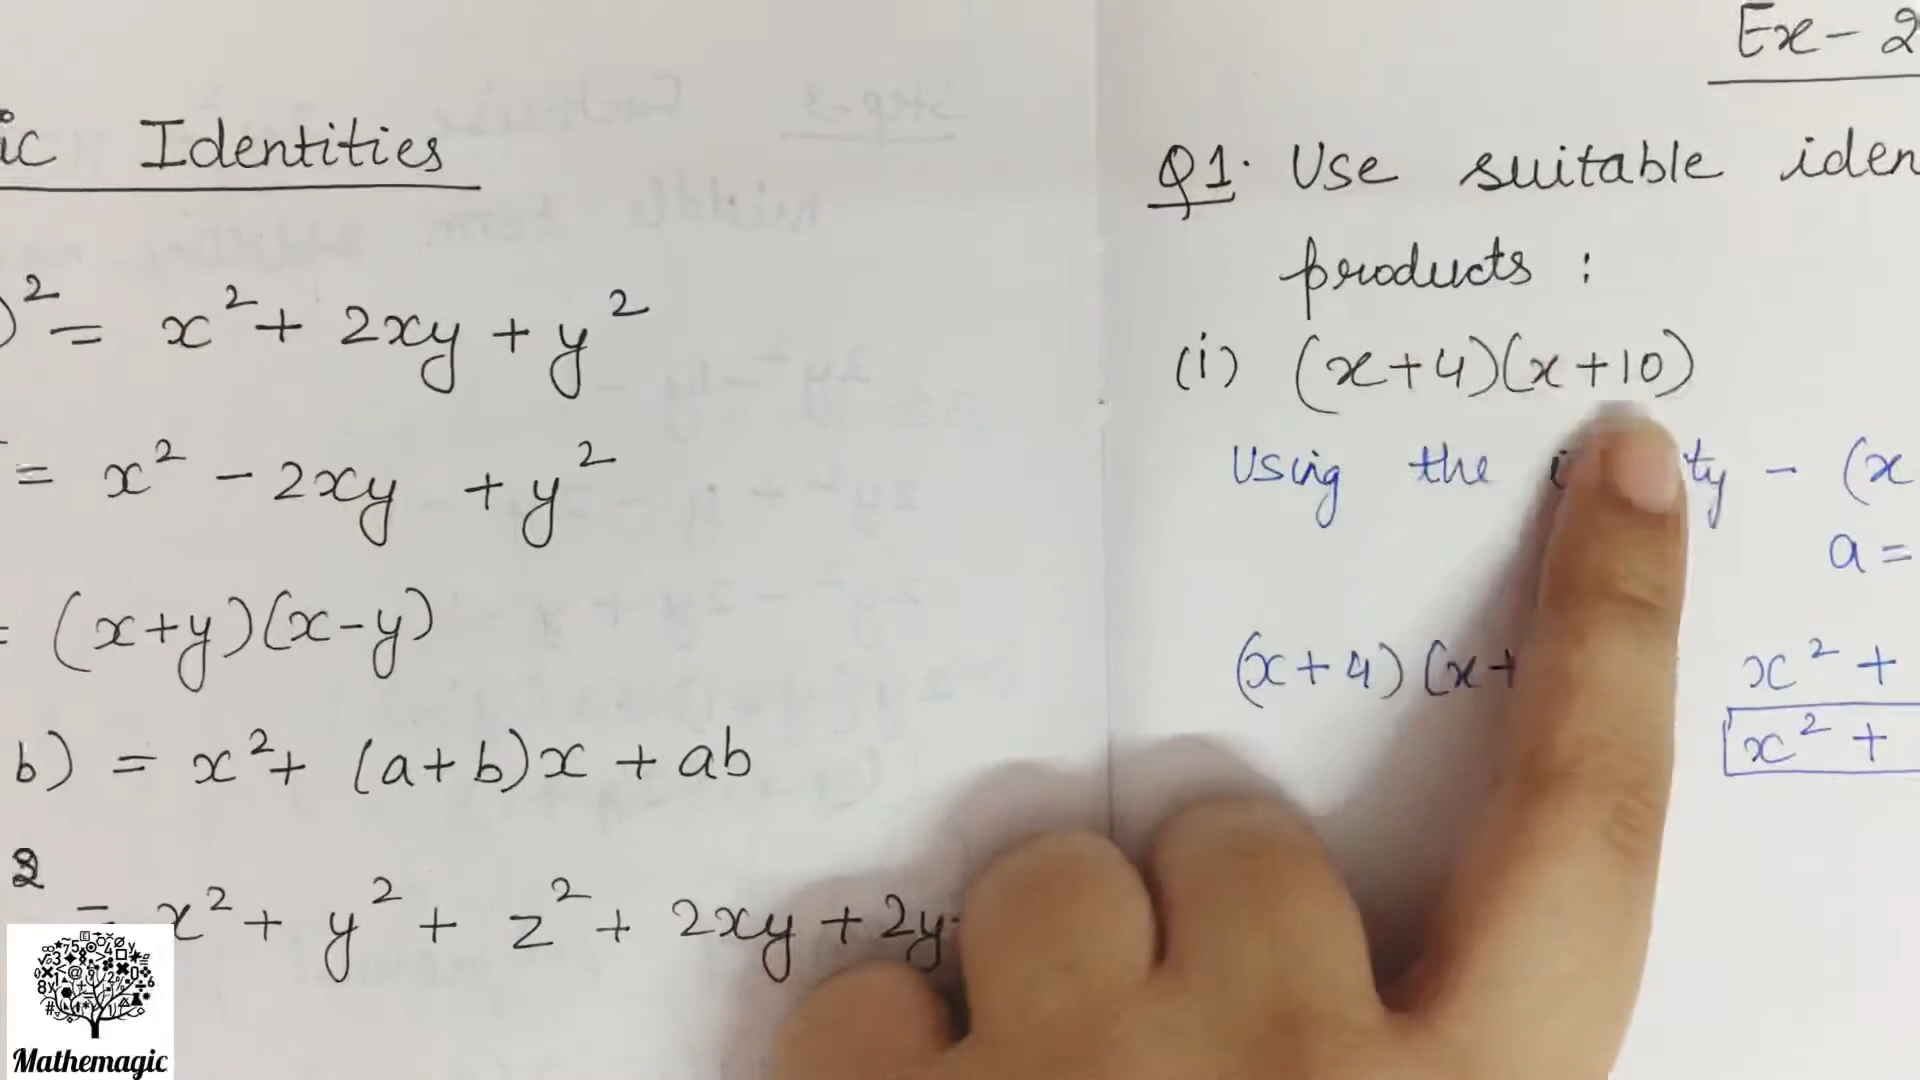 ic Identities
)² = x² + 2xy + y²
= x² - 2xy + y²
= (x+y)(x-y)
b) = x² + (a+b)x + ab
2 = x² + y² + z² + 2xy + 2y
Mathemagic
Ex - 2
Q1. Use suitable iden
products :
(i) (x+4)(x+10)
Using the ty - (x
a =
(x+4)(x+ x² +
x² +